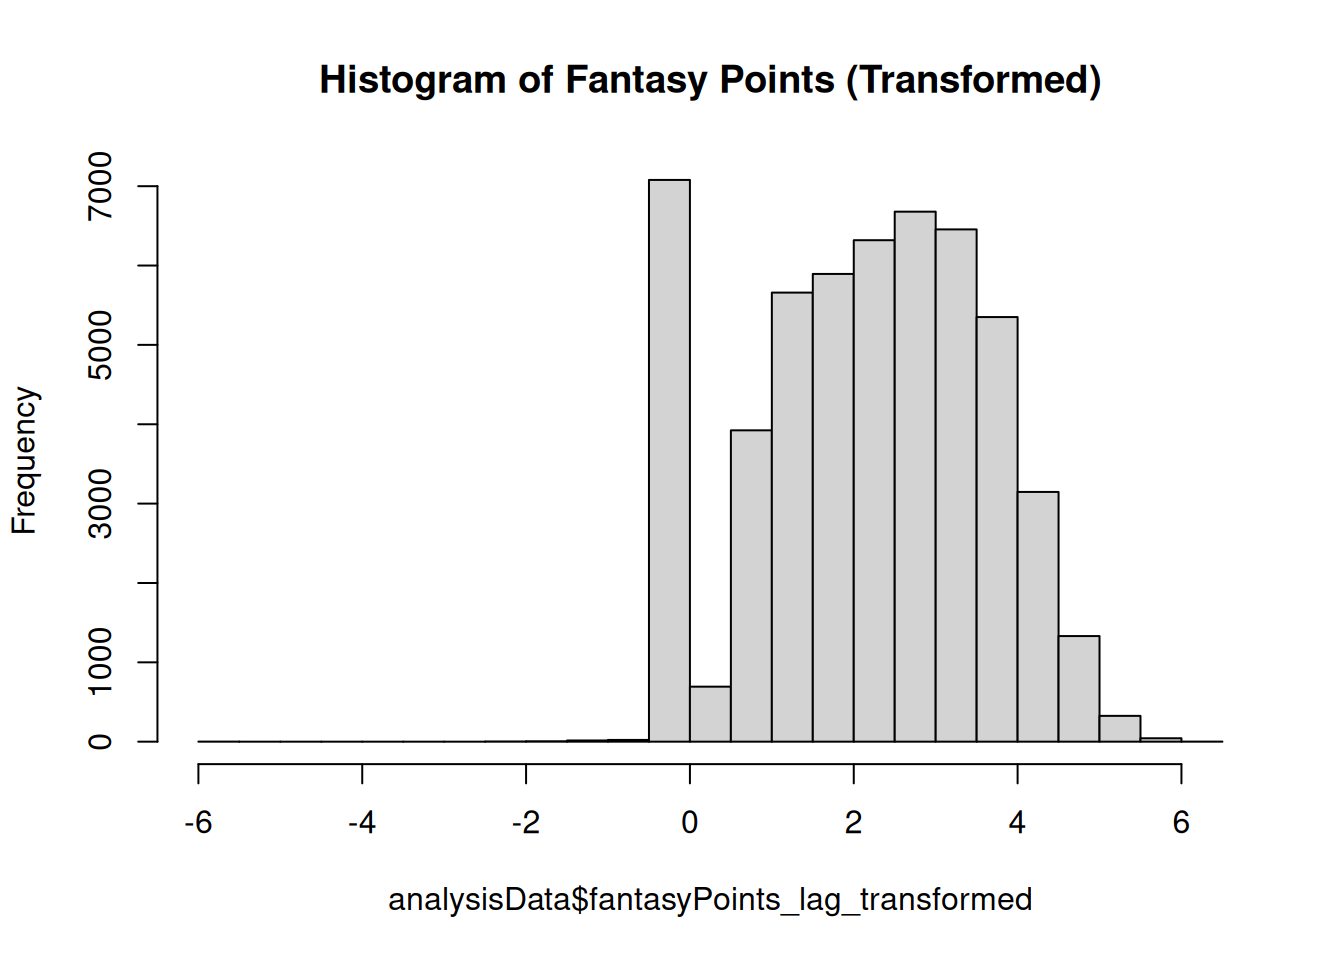 Histogram of Fantasy Points (Transformed)
Frequency
7000
5000
3000
1000
0
-6 -4 -2 0 2 4 6
analysisData$fantasyPoints_lag_transformed